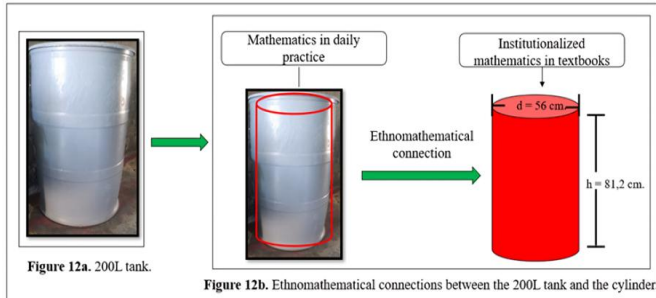 Mathematics in daily
practice
Institutionalized
mathematics in textbooks
d = 56 cm.
Ethnomathematical
connection
h = 81,2 cm.
Figure 12a. 200L tank.
Figure 12b. Ethnomathematical connections between the 200L tank and the cylinder